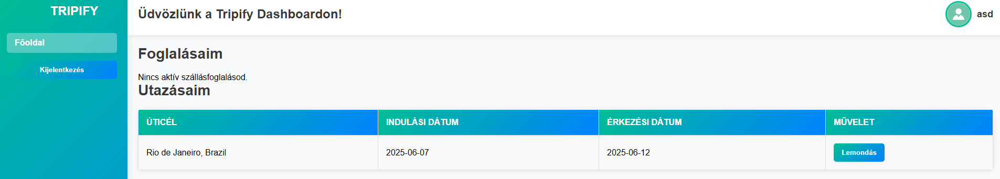 TRIPIFY
Főoldal
Kijelentkezés
Üdvözlünk a Tripify Dashboardon!
asd
Foglalásaim
Nincs aktív szállásfoglalásod.
Utazásaim
ÚTICÉL INDULÁSI DÁTUM ÉRKEZÉSI DÁTUM MŰVELET
Rio de Janeiro, Brazil 2025-06-07 2025-06-12 Lemondás